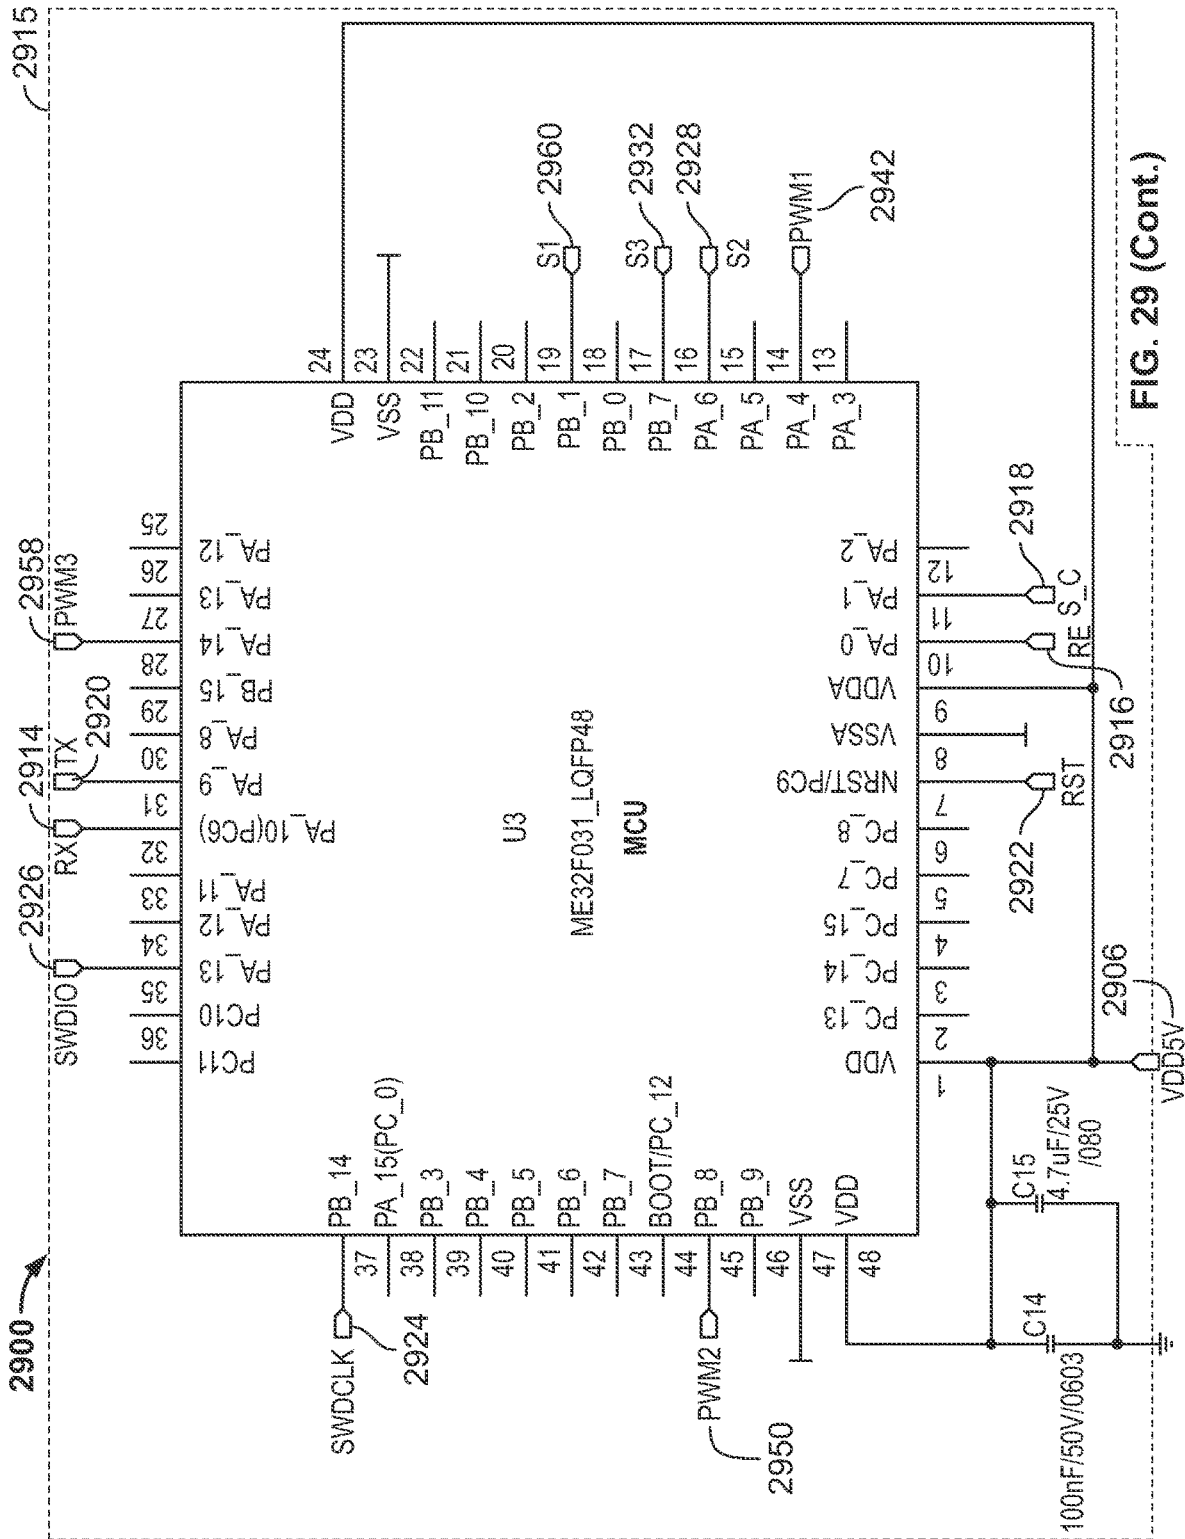 2900
2915
SWDIO
2926
RX
2914
TX
2920
PWM3
2958
36
35
34
33
32
31
30
29
28
27
26
25
PC11
PC10
PA_13
PA_12
PA_11
PA_10(PC6)
PA_9
PA_8
PB_15
PA_14
PA_13
PA_12
SWDCLK
2924
PWM2
2950
37
38
39
40
41
42
43
44
45
46
47
48
PB_14
PA_15(PC_0)
PB_3
PB_4
PB_5
PB_6
PB_7
BOOT/PC_12
PB_8
PB_9
VSS
VDD
U3
ME32F031_LQFP48
MCU
VDD
VSS
PB_11
PB_10
PB_2
PB_1
PB_0
PB_7
PA_6
PA_5
PA_4
PA_3
24
23
22
21
20
19
18
17
16
15
14
13
S1
2960
S3
2932
S2
2928
PWM1
2942
VDD
PC_13
PC_14
PC_15
PC_7
PC_8
NRST/PC9
VSSA
VDDA
PA_0
PA_1
PA_2
1
2
3
4
5
6
7
8
9
10
11
12
100nF/50V/0603
C14
C15
4.7uF/25V
/080
VDD5V
2906
2922
RST
2916
RE
S_C
2918
FIG. 29 (Cont.)